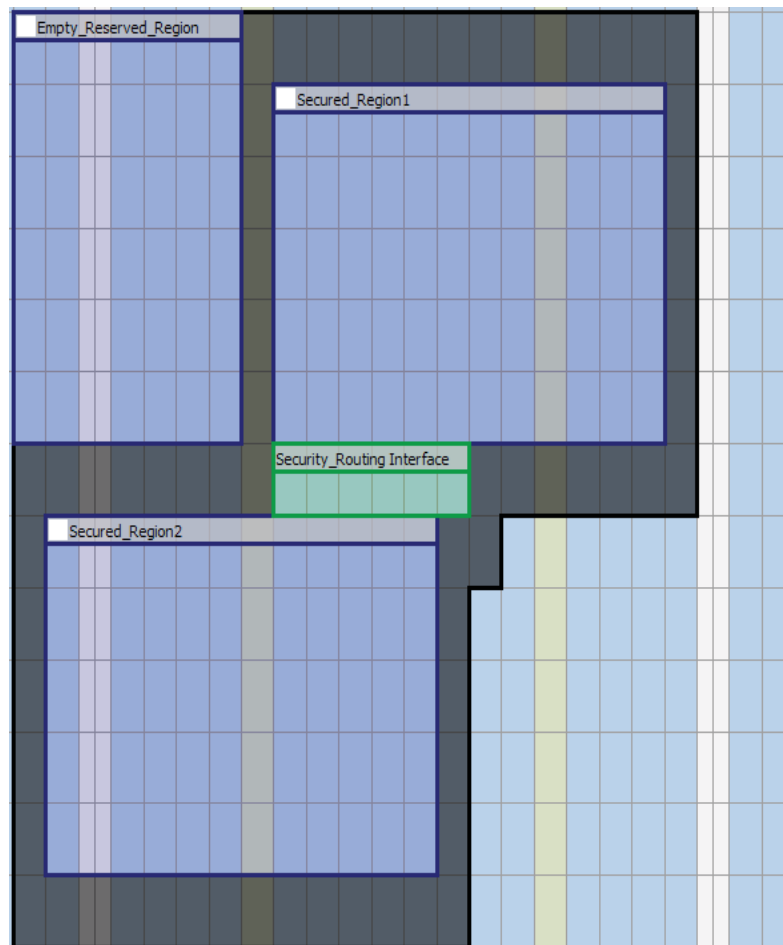 Empty_Reserved_Region
Secured_Region1
Security_Routing Interface
Secured_Region2